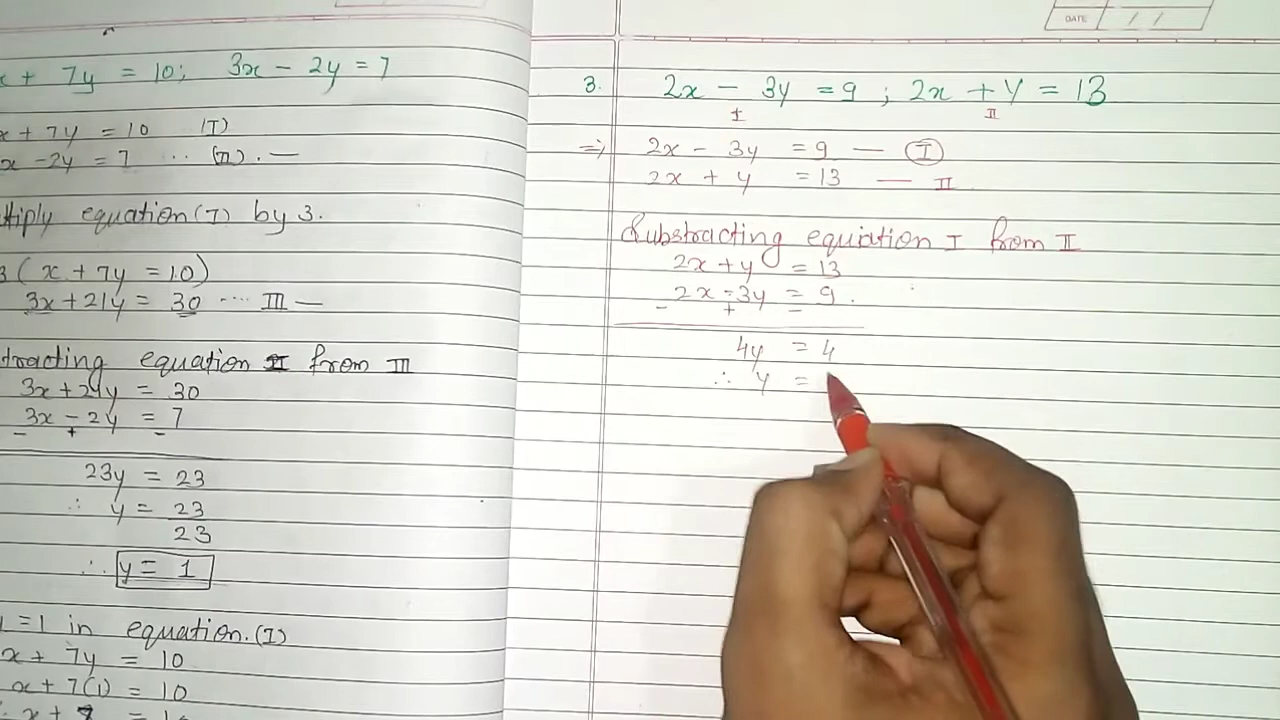 x + 7y = 10; 3x - 2y = 7
x + 7y = 10 (I)
x - 2y = 7 .. (II). —
tiply equation (I) by 3.
3 ( x + 7y = 10 )
3x + 21y = 30 ---- III —
tracting equation II from III
3x + 21y = 30
3x - 2y = 7
- + -
23y = 23
∴ y = 23
23
∴ y = 1
y = 1 in equation. (I)
x + 7y = 10
x + 7(1) = 10
x + 7 =
DATE / /
3. 2x - 3y = 9 ; 2x + y = 13
I II
⇒ 2x - 3y = 9 — I
2x + y = 13 — II
Substracting equation I from II
2x + y = 13
2x - 3y = 9.
- + -
4y = 4
∴ y =